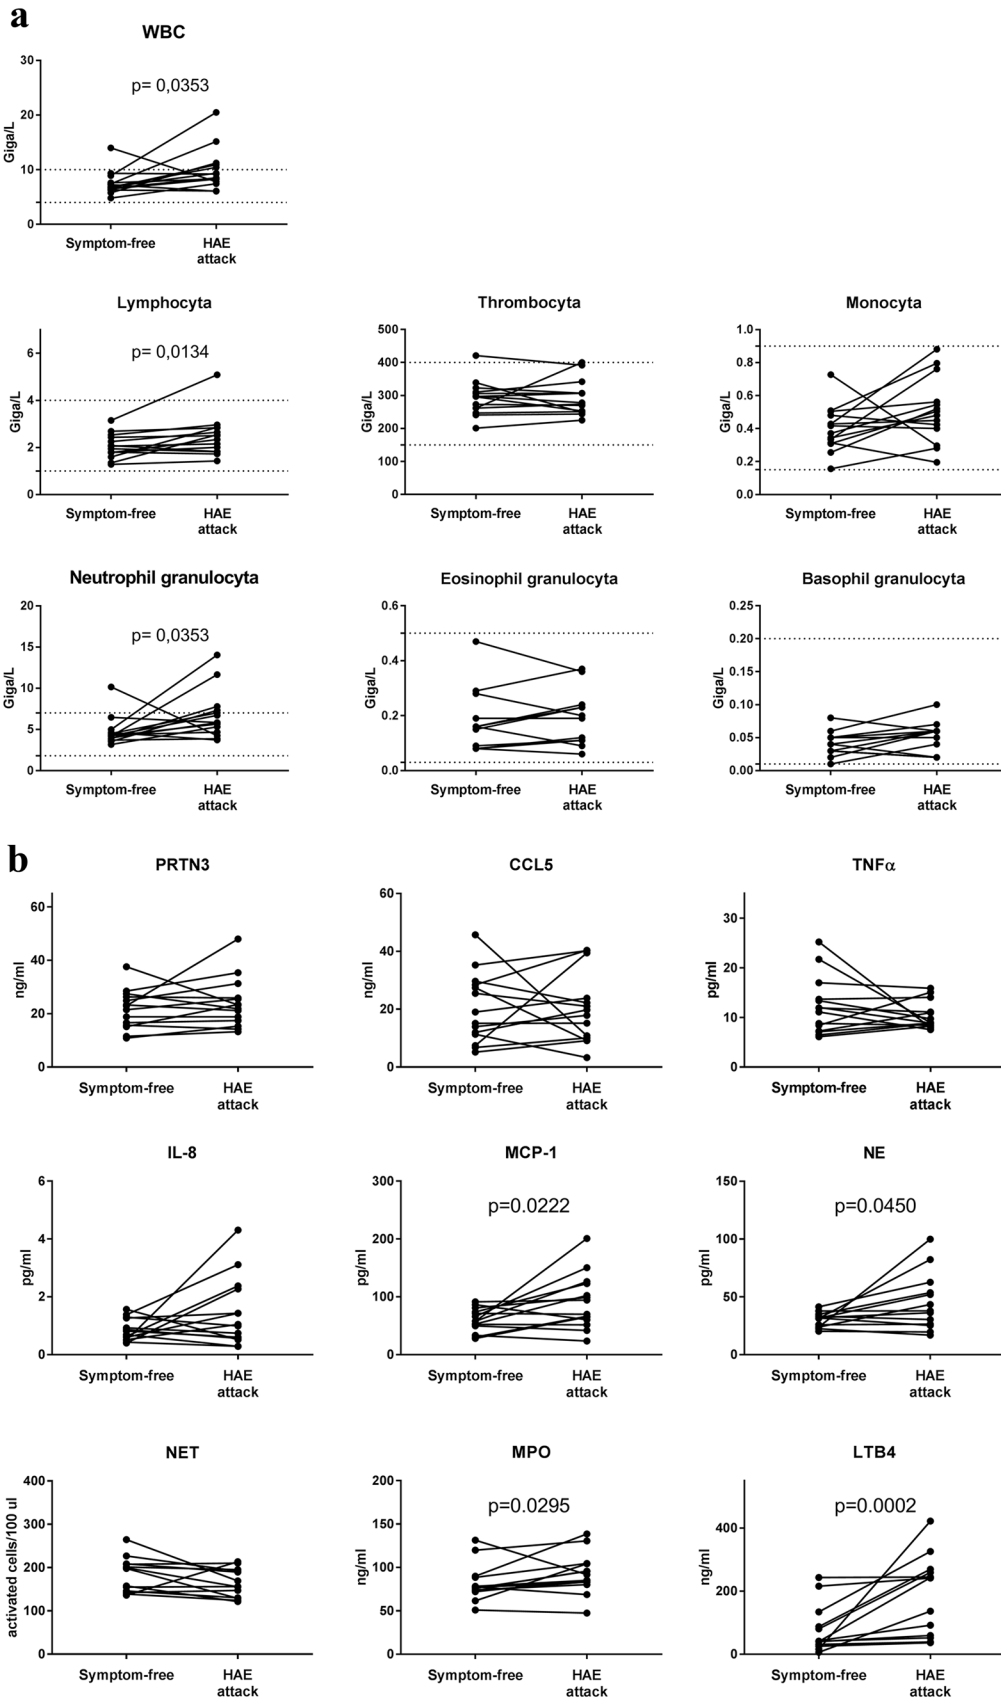 a
WBC
p= 0,0353
Giga/L
30
20
10
0
Symptom-free
HAE
attack
Lymphocyta
p= 0,0134
Giga/L
6
4
2
0
Symptom-free
HAE
attack
Thrombocyta
Giga/L
500
400
300
200
100
0
Symptom-free
HAE
attack
Monocyta
Giga/L
1.0
0.8
0.6
0.4
0.2
0.0
Symptom-free
HAE
attack
Neutrophil granulocyta
p= 0,0353
Giga/L
20
15
10
5
0
Symptom-free
HAE
attack
Eosinophil granulocyta
Giga/L
0.6
0.4
0.2
0.0
Symptom-free
HAE
attack
Basophil granulocyta
Giga/L
0.25
0.20
0.15
0.10
0.05
0.00
Symptom-free
HAE
attack
b
PRTN3
ng/ml
60
40
20
0
Symptom-free
HAE
attack
CCL5
ng/ml
60
40
20
0
Symptom-free
HAE
attack
TNFα
pg/ml
30
20
10
0
Symptom-free
HAE
attack
IL-8
pg/ml
6
4
2
0
Symptom-free
HAE
attack
MCP-1
p=0.0222
ng/ml
300
200
100
0
Symptom-free
HAE
attack
NE
p=0.0450
pg/ml
150
100
50
0
Symptom-free
HAE
attack
NET
activated cells/100 ul
400
300
200
100
0
Symptom-free
HAE
attack
MPO
p=0.0295
ng/ml
200
150
100
50
0
Symptom-free
HAE
attack
LTB4
p=0.0002
ng/ml
400
200
0
Symptom-free
HAE
attack